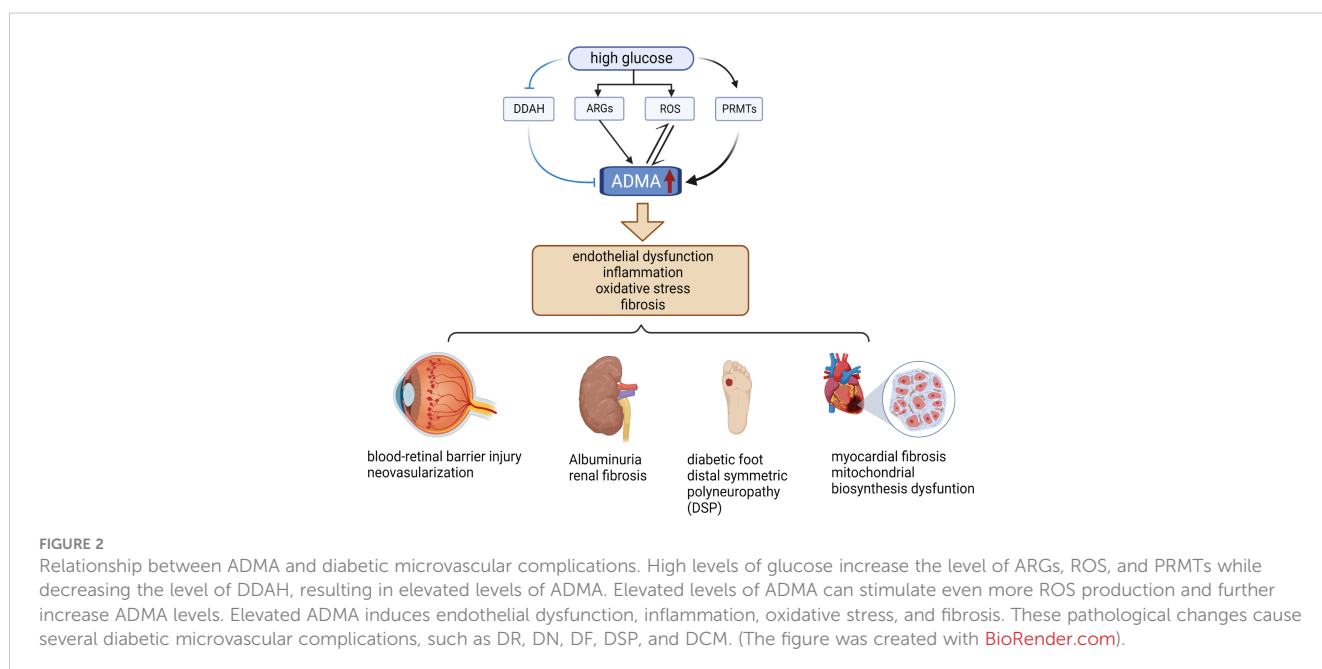 high glucose
DDAH
ARGs
ROS
PRMTs
ADMA
endothelial dysfunction
inflammation
oxidative stress
fibrosis
blood-retinal barrier injury
neovasularization
Albuminuria
renal fibrosis
diabetic foot
distal symmetric
polyneuropathy
(DSP)
myocardial fibrosis
mitochondrial
biosynthesis dysfuntion
FIGURE 2
Relationship between ADMA and diabetic microvascular complications. High levels of glucose increase the level of ARGs, ROS, and PRMTs while
decreasing the level of DDAH, resulting in elevated levels of ADMA. Elevated levels of ADMA can stimulate even more ROS production and further
increase ADMA levels. Elevated ADMA induces endothelial dysfunction, inflammation, oxidative stress, and fibrosis. These pathological changes cause
several diabetic microvascular complications, such as DR, DN, DF, DSP, and DCM. (The figure was created with BioRender.com).